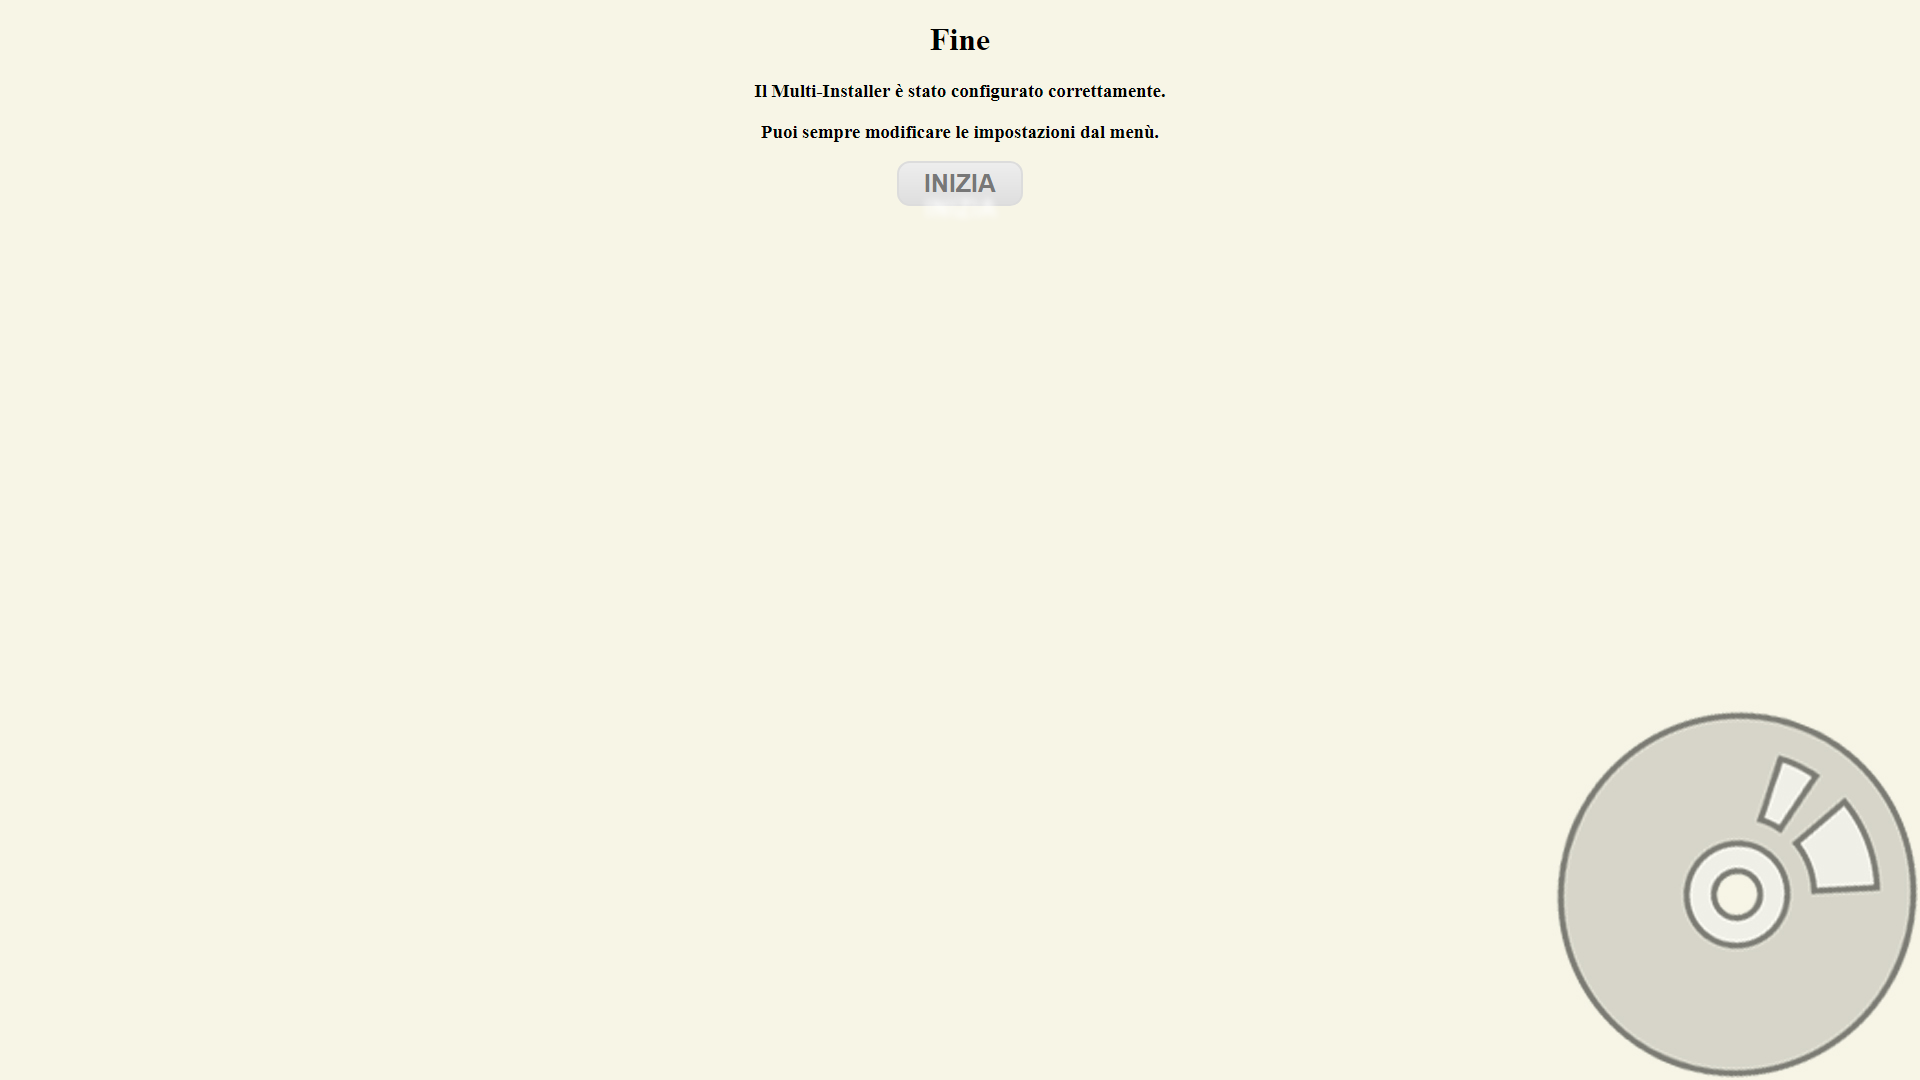 Fine
Il Multi-Installer è stato configurato correttamente.
Puoi sempre modificare le impostazioni dal menù.
INIZIA